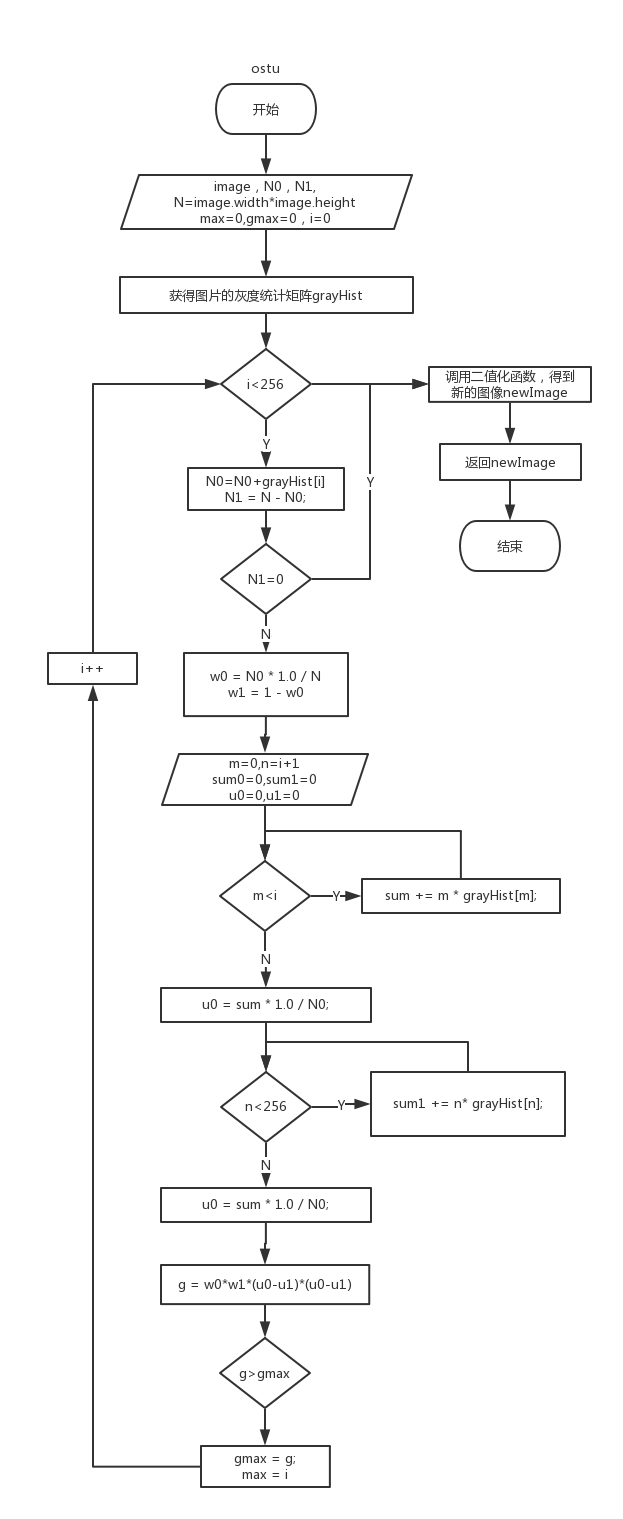 ostu
开始
image , N0 , N1,
N=image.width*image.height
max=0,gmax=0 , i=0
获得图片的灰度统计矩阵grayHist
i<256
Y
N0=N0+grayHist[i]
N1 = N - N0;
N1=0
Y
调用二值化函数，得到
新的图像newImage
返回newImage
结束
N
w0 = N0 * 1.0 / N
w1 = 1 - w0
i++
m=0,n=i+1
sum0=0,sum1=0
u0=0,u1=0
m<i
Y
sum += m * grayHist[m];
N
u0 = sum * 1.0 / N0;
n<256
Y
sum1 += n* grayHist[n];
N
u0 = sum * 1.0 / N0;
g = w0*w1*(u0-u1)*(u0-u1)
g>gmax
gmax = g;
max = i